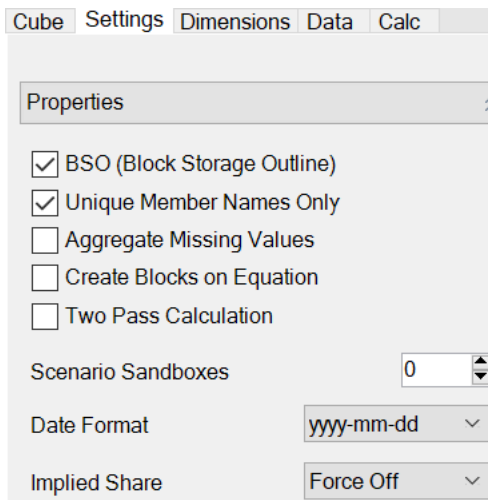 Cube Settings Dimensions Data Calc
Properties
BSO (Block Storage Outline)
Unique Member Names Only
Aggregate Missing Values
Create Blocks on Equation
Two Pass Calculation
Scenario Sandboxes 0
Date Format yyyy-mm-dd
Implied Share Force Off